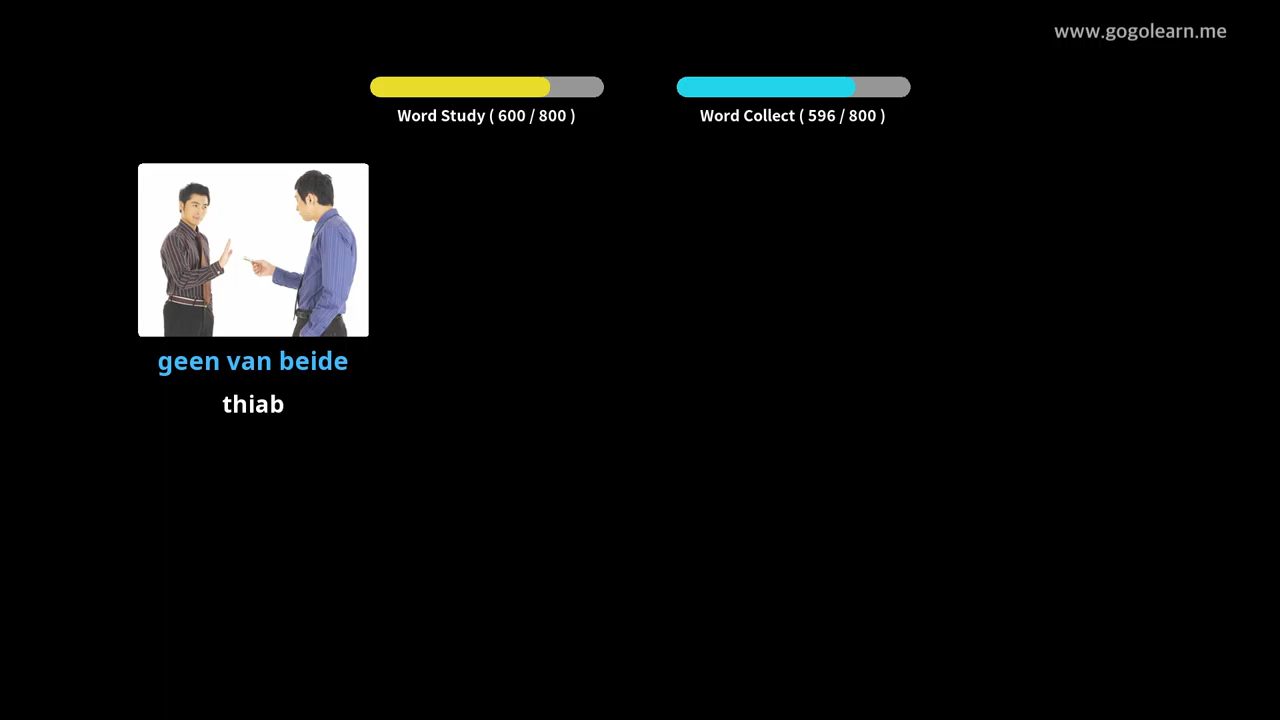 www.gogolearn.me
Word Study ( 600 / 800 )
Word Collect ( 596 / 800 )
geen van beide
thiab